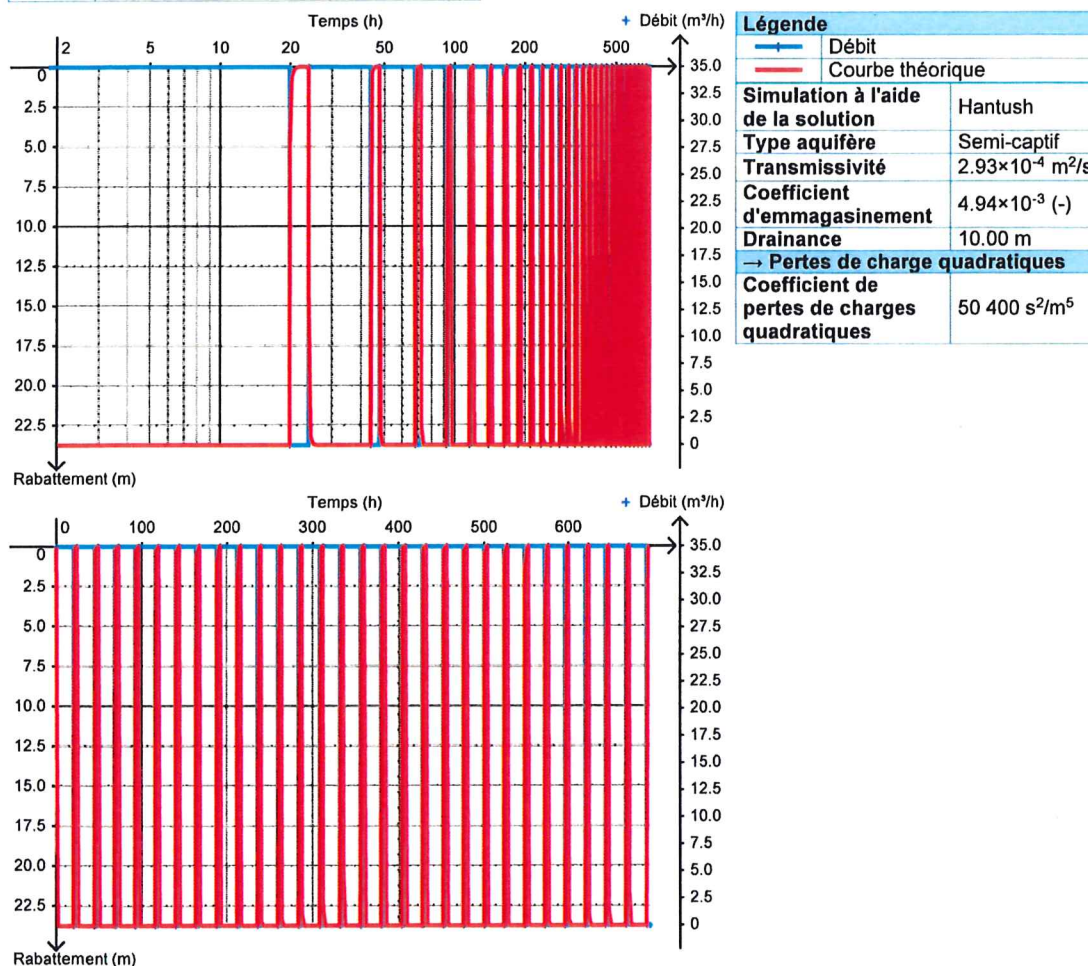 Temps (h)
+ Débit (m³/h)
2 5 10 20 50 100 200 500
0
2.5
5.0
7.5
10.0
12.5
15.0
17.5
20.0
22.5
Rabattement (m)
35.0
32.5
30.0
27.5
25.0
22.5
20.0
17.5
15.0
12.5
10.0
7.5
5.0
2.5
0
Légende
Débit
Courbe théorique
Simulation à l'aide
de la solution
Hantush
Type aquifère Semi-captif
Transmissivité 2.93×10⁻⁴ m²/s
Coefficient
d'emmagasinement
4.94×10⁻³ (-)
Drainance 10.00 m
→ Pertes de charge quadratiques
Coefficient de
pertes de charges
quadratiques
50 400 s²/m⁵
Temps (h)
+ Débit (m³/h)
0 100 200 300 400 500 600
0
2.5
5.0
7.5
10.0
12.5
15.0
17.5
20.0
22.5
Rabattement (m)
35.0
32.5
30.0
27.5
25.0
22.5
20.0
17.5
15.0
12.5
10.0
7.5
5.0
2.5
0